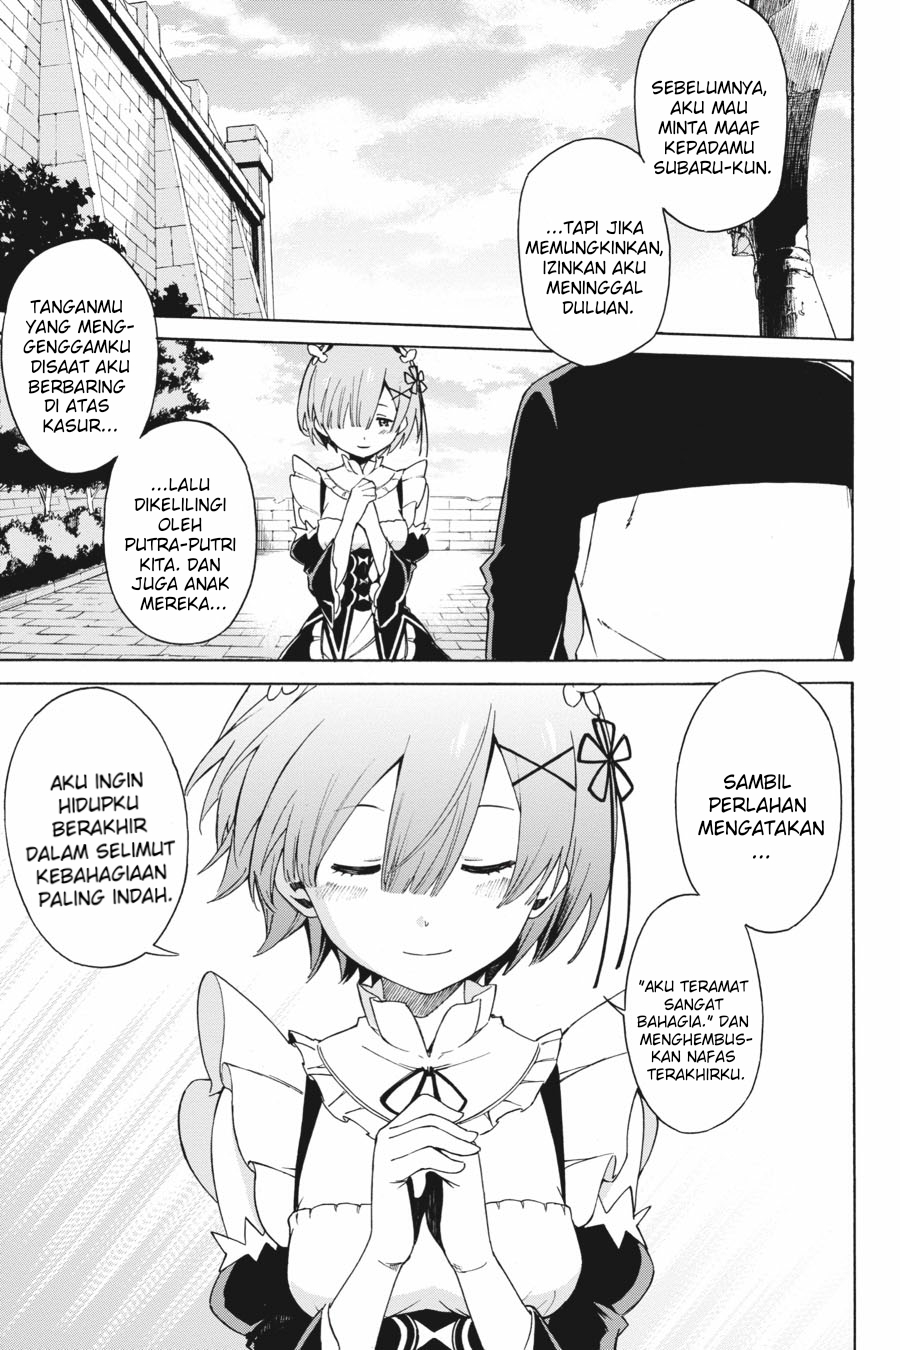 SEBELUMNYA,
AKU MAU
MINTA MAAF
KEPADAMU
SUBARU-KUN.
...TAPI JIKA
MEMUNGKINKAN,
IZINKAN AKU
MENINGGAL
DULUAN.
TANGANMU
YANG MENG-
GENGGAMKU
DISAAT AKU
BERBARING
DI ATAS
KASUR...
...LALU
DIKELILINGI
OLEH
PUTRA-PUTRI
KITA. DAN
JUGA ANAK
MEREKA...
SAMBIL
PERLAHAN
MENGATAKAN
...
"AKU TERAMAT
SANGAT
BAHAGIA." DAN
MENGHEMBUS-
KAN NAFAS
TERAKHIRKU.
AKU INGIN
HIDUPKU
BERAKHIR
DALAM SELIMUT
KEBAHAGIAAN
PALING INDAH.